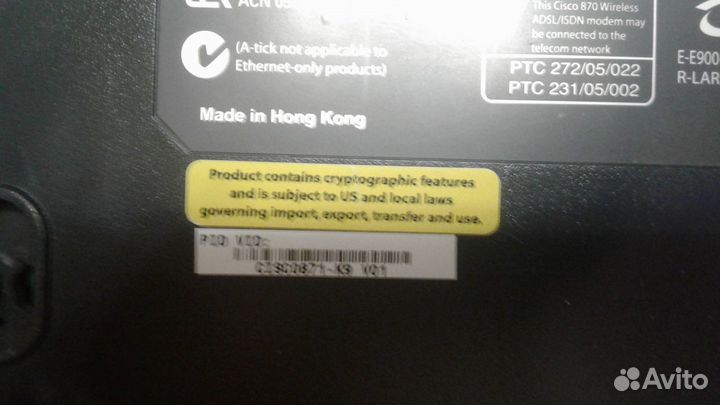 ACN 05
(A-tick not applicable to
Ethernet-only products)
Made in Hong Kong
This Cisco 870 Wireless
ADSL/ISDN modem may
be connected to the
telecom network
PTC 272/05/022
PTC 231/05/002
E-E900
R-LAR
Product contains cryptographic features
and is subject to US and local laws
governing import, export, transfer and use.
PID VID:
CISCO871-K9 V01
Avito